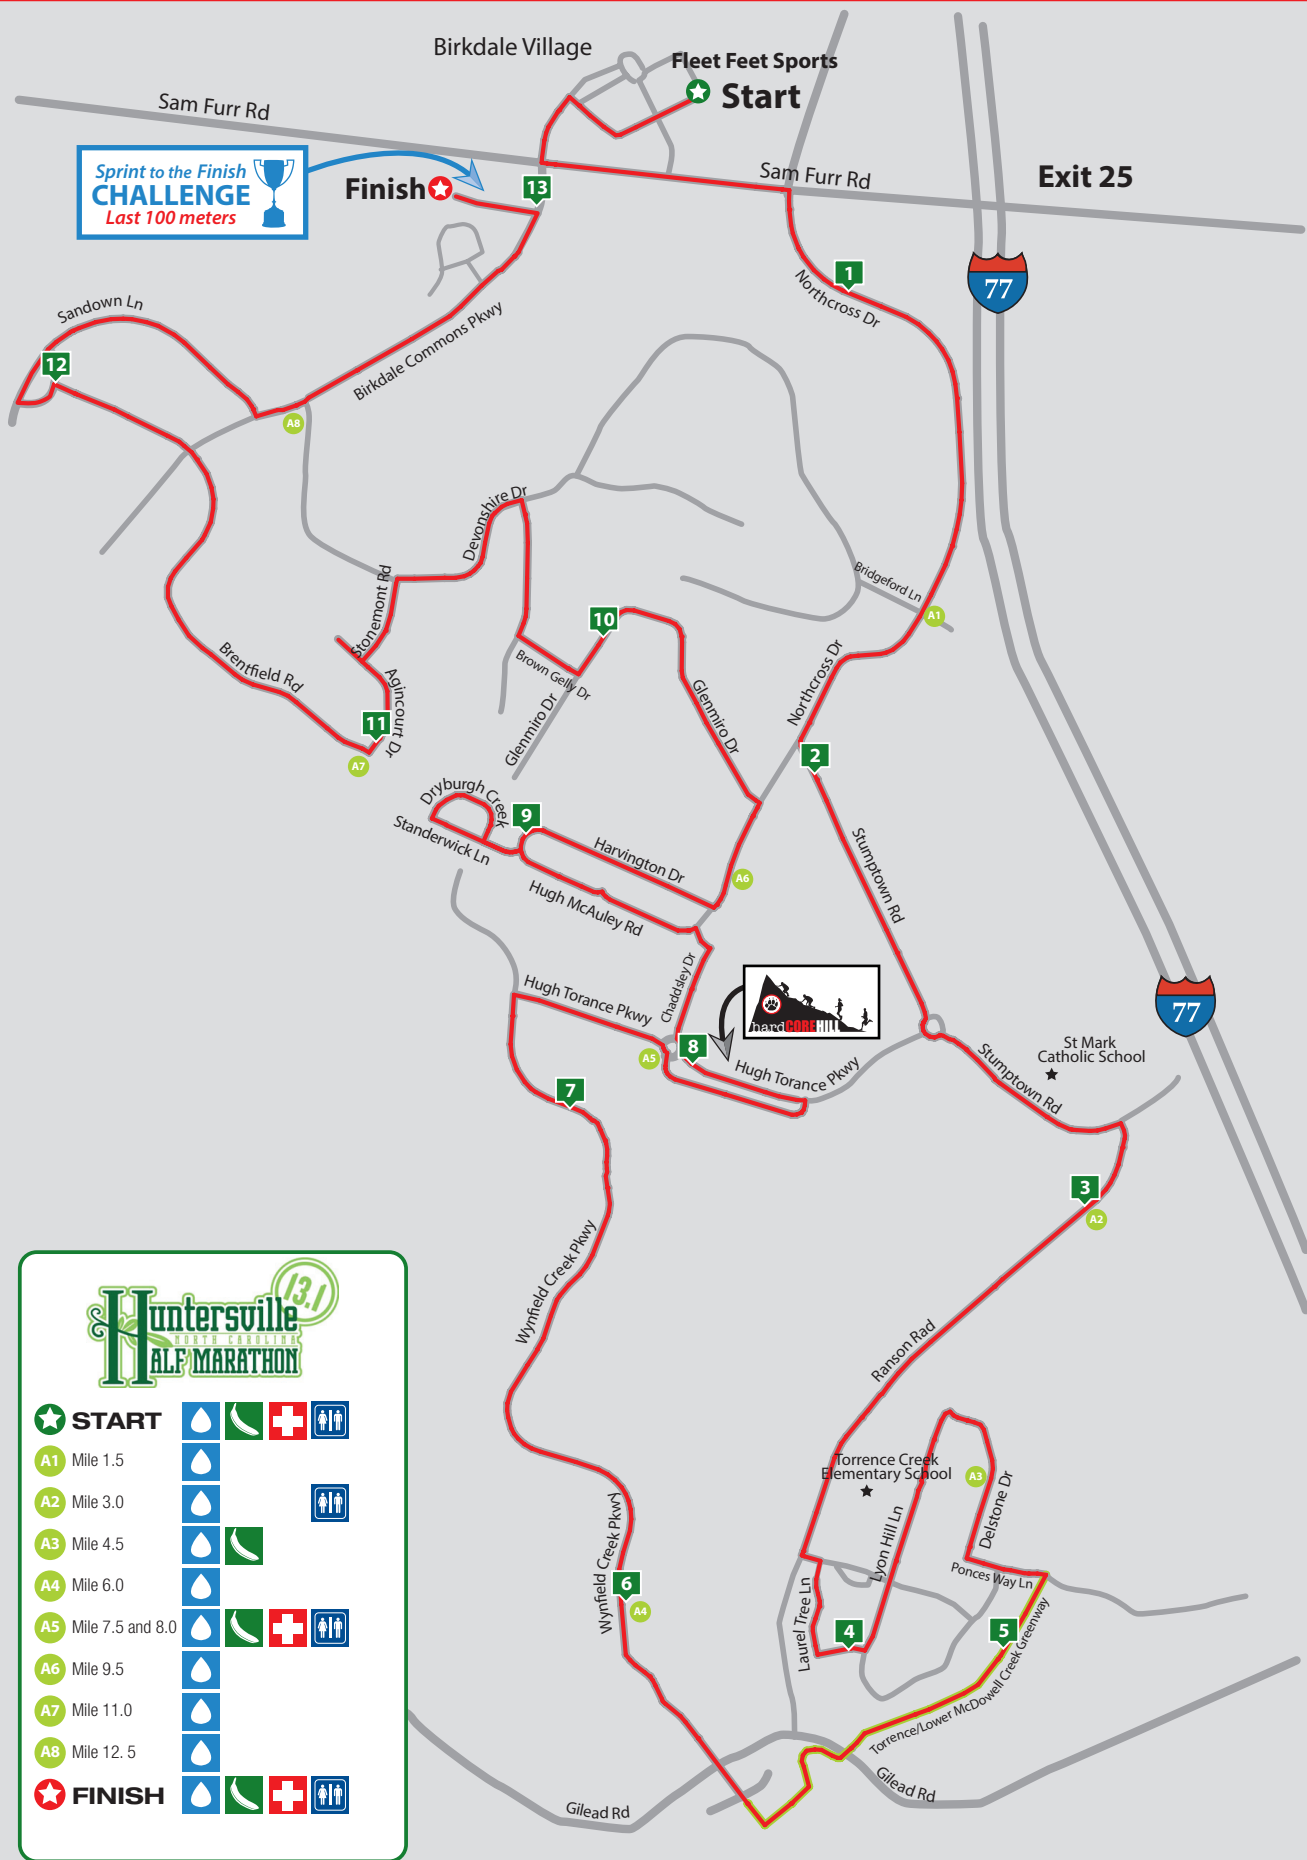 Birkdale Village
Fleet Feet Sports
Start
Sam Furr Rd
Sprint to the Finish
CHALLENGE
Last 100 meters
Finish
13
Sam Furr Rd
Exit 25
1
Northcross Dr
77
Sandown Ln
12
Birkdale Commons Pkwy
A8
Devonshire Dr
Stonemont Rd
Bridgeford Ln
A1
10
Northcross Dr
Brown Gelly Dr
Brentfield Rd
Agincourt Dr
Glenmiro Dr
Glenmiro Dr
11
A7
2
Dryburgh Creek
9
Standerwick Ln
Harvington Dr
A6
Stumptown Rd
Hugh McAuley Rd
Chaddsley Dr
Hugh Torance Pkwy
hardCOREHILL
77
A5
8
Hugh Torance Pkwy
Stumptown Rd
St Mark
Catholic School
7
3
A2
Wynfield Creek Pkwy
Ranson Rad
Torrence Creek
Elementary School
A3
Delstone Dr
Lyon Hill Ln
Wynfield Creek Pkwy
Ponces Way Ln
6
A4
Laurel Tree Ln
4
5
Torrence/Lower McDowell Creek Greenway
Gilead Rd
Gilead Rd
13.1
Huntersville
NORTH CAROLINA
HALF MARATHON
START
A1 Mile 1.5
A2 Mile 3.0
A3 Mile 4.5
A4 Mile 6.0
A5 Mile 7.5 and 8.0
A6 Mile 9.5
A7 Mile 11.0
A8 Mile 12. 5
FINISH